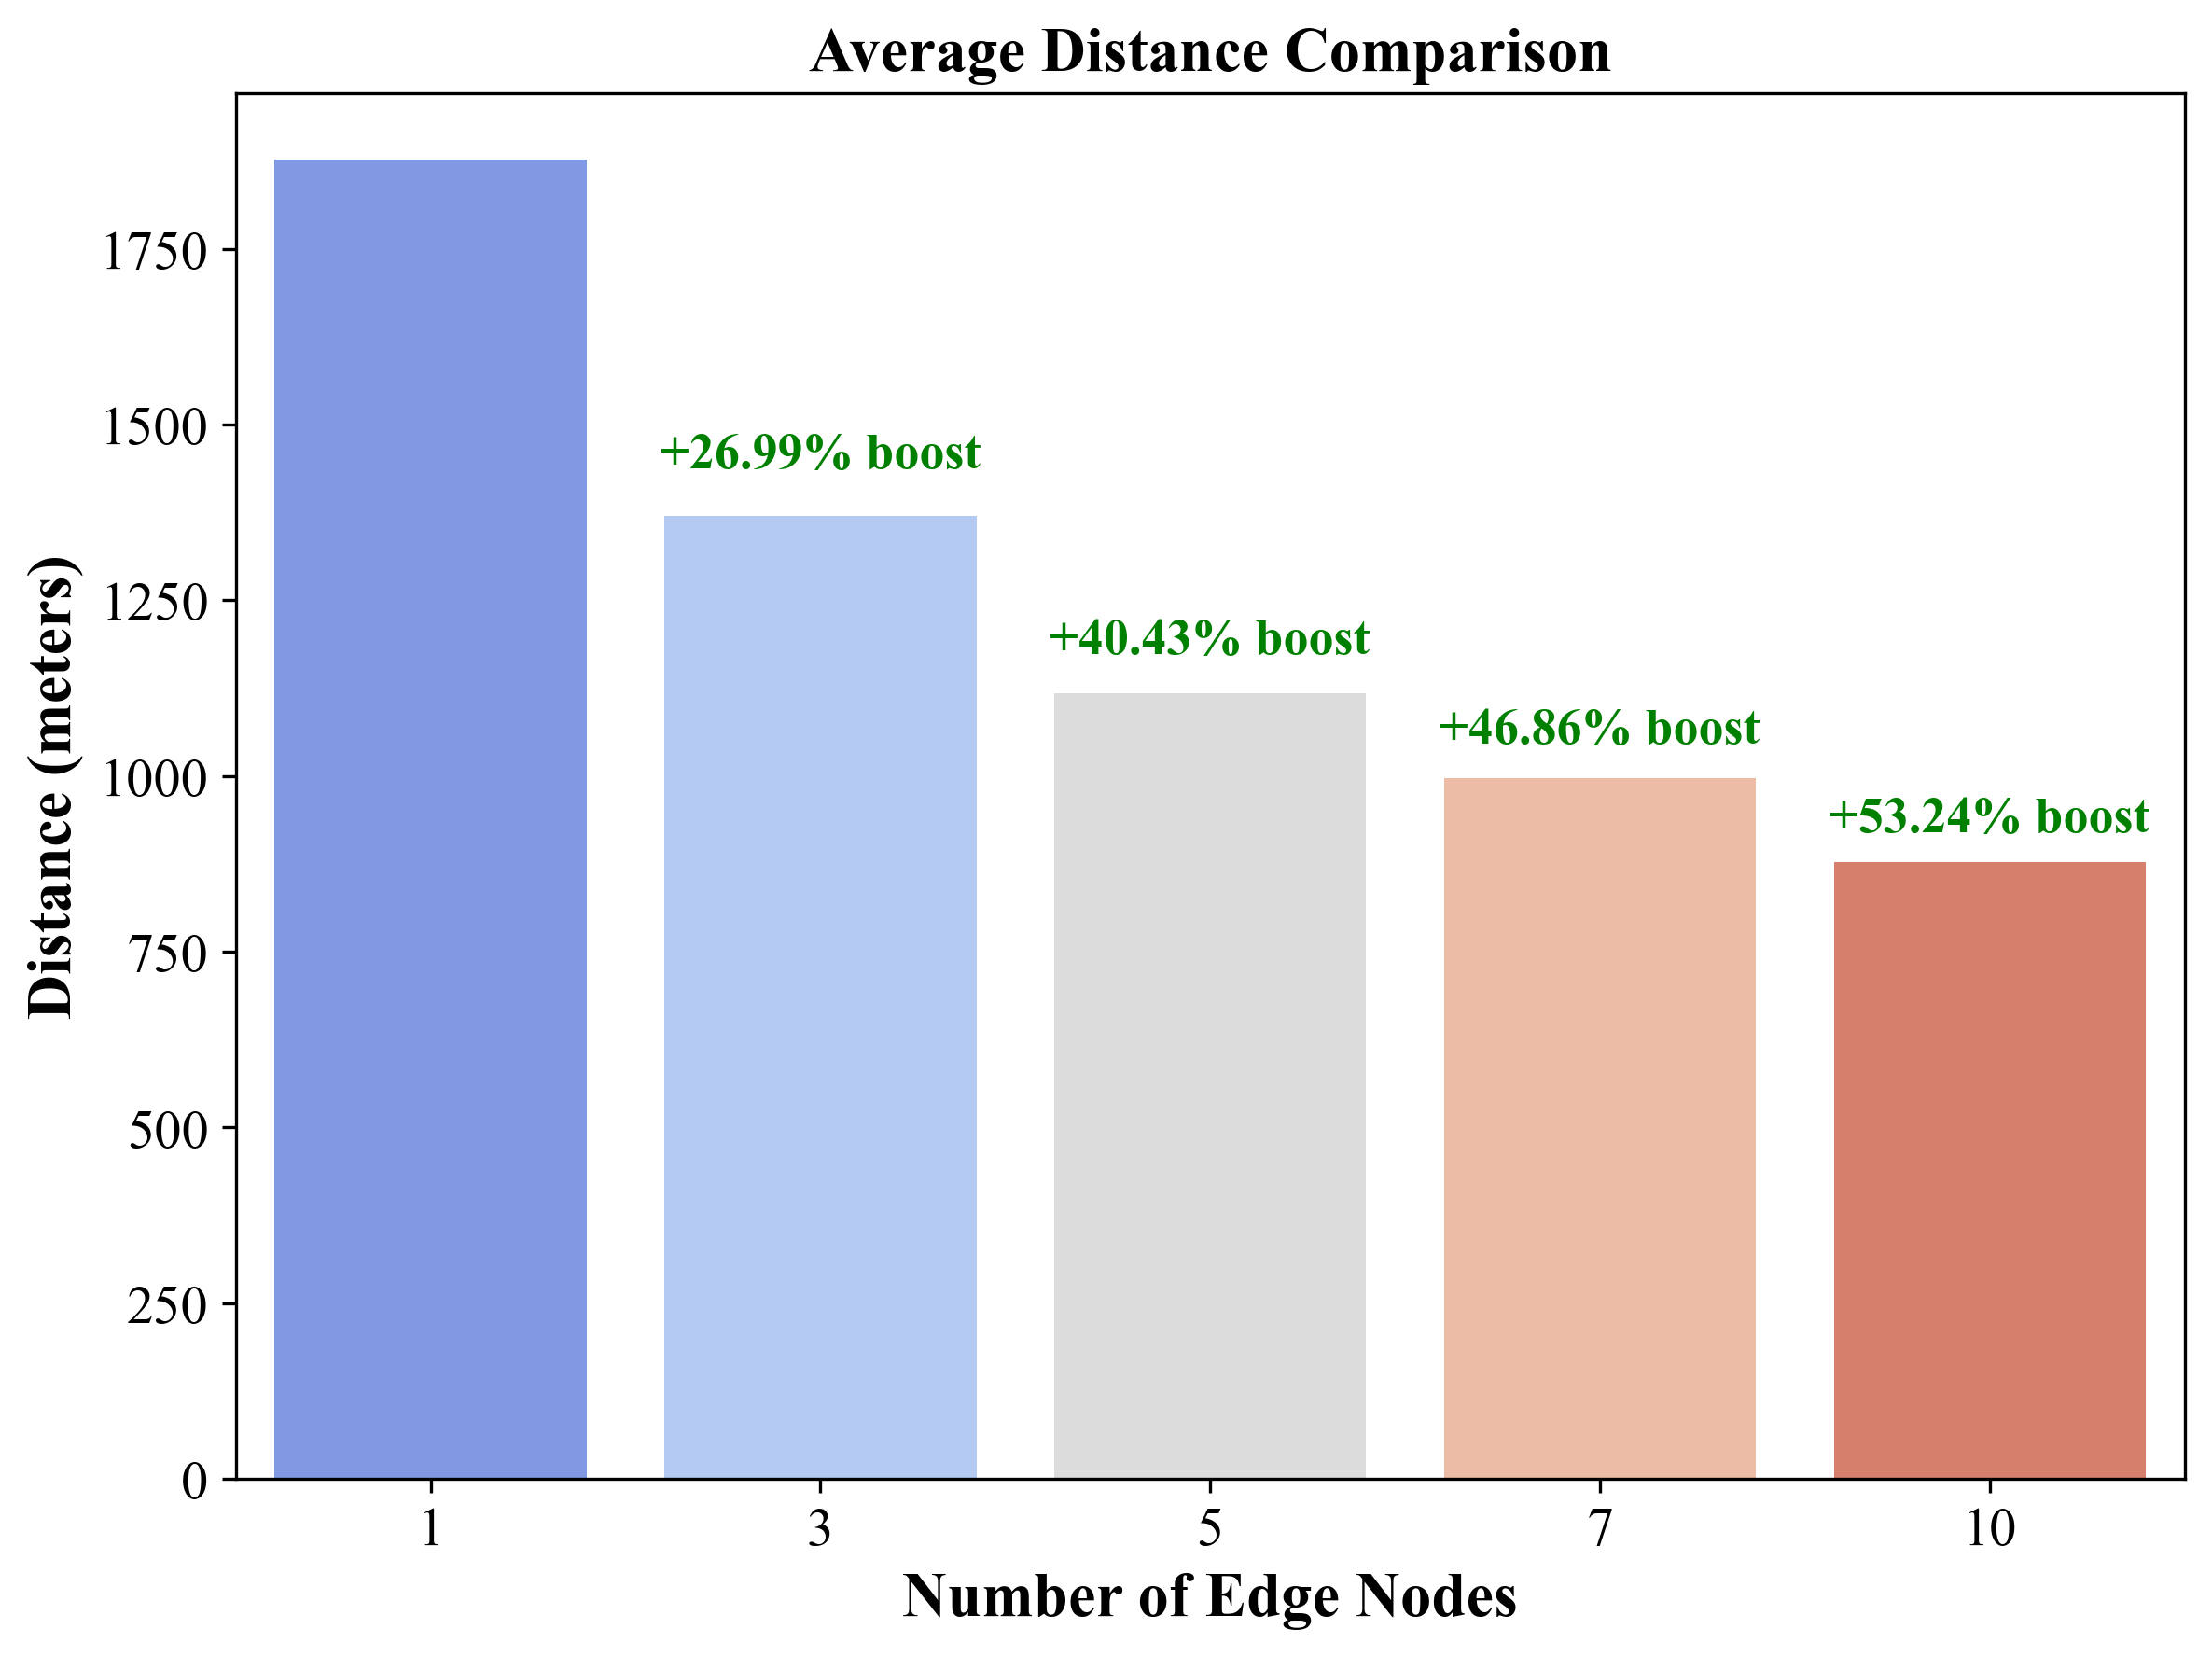 Average Distance Comparison
Distance (meters)
1750
1500
1250
1000
750
500
250
0
+26.99% boost
+40.43% boost
+46.86% boost
+53.24% boost
1 3 5 7 10
Number of Edge Nodes